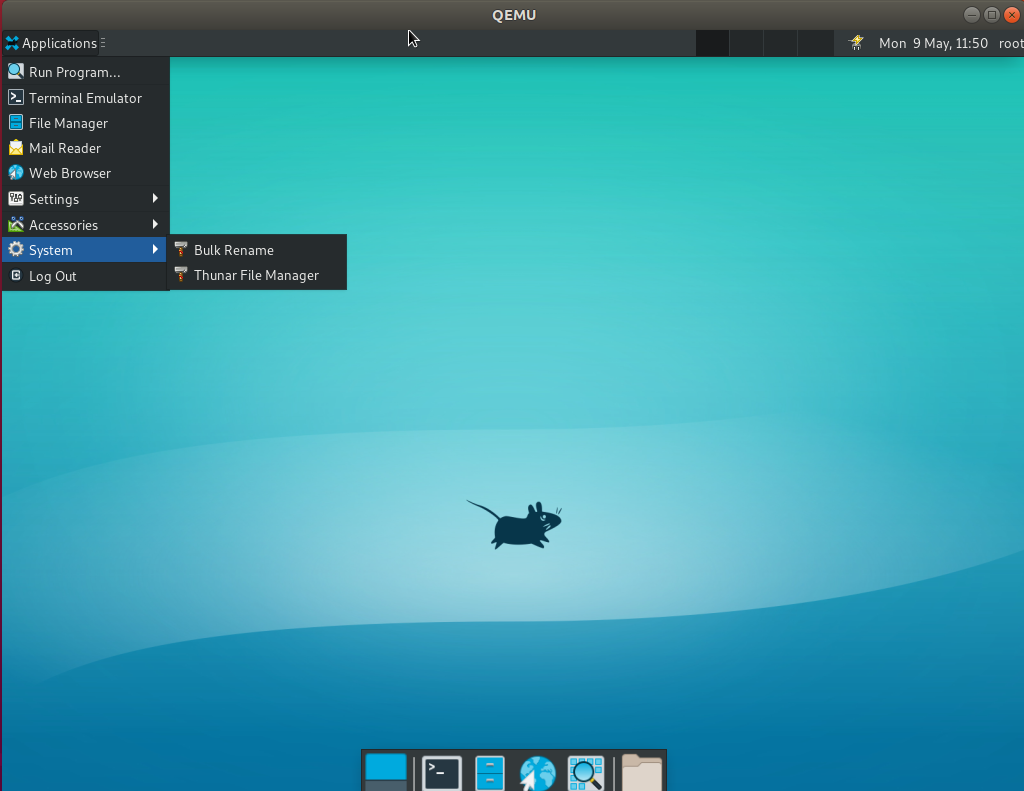 QEMU
Applications
Mon 9 May, 11:50 root
Run Program...
Terminal Emulator
File Manager
Mail Reader
Web Browser
Settings
Accessories
System
Bulk Rename
Thunar File Manager
Log Out
>_